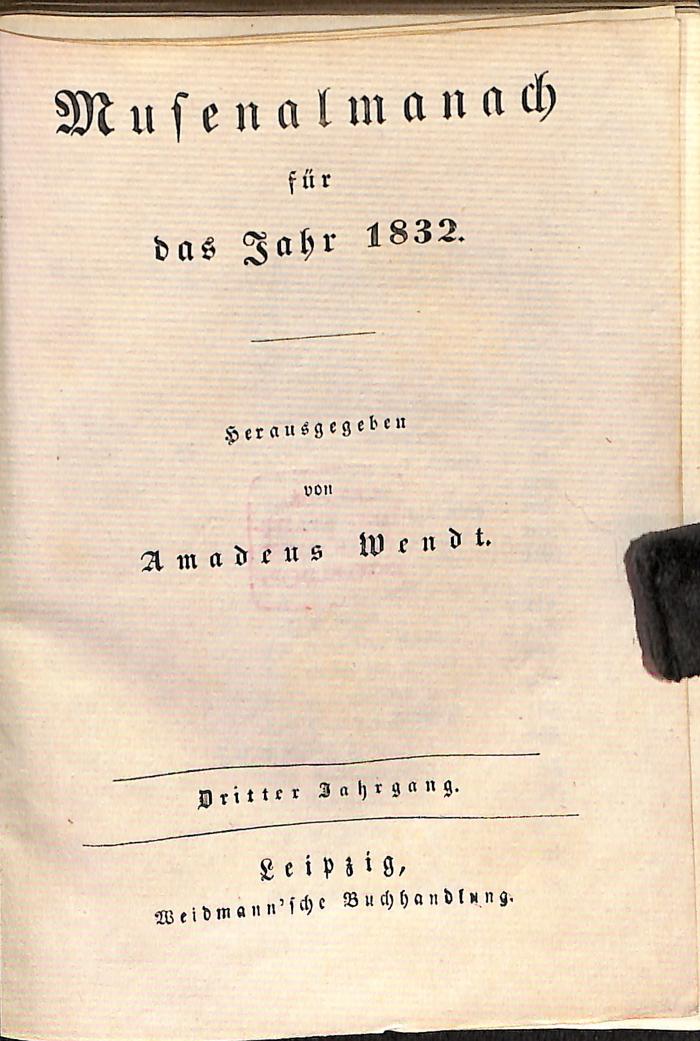 Musenalmanach
für
das Jahr 1832.
Herausgegeben
von
Amadeus Wendt.
Dritter Jahrgang.
Leipzig,
Weidmann'sche Buchhandlung.